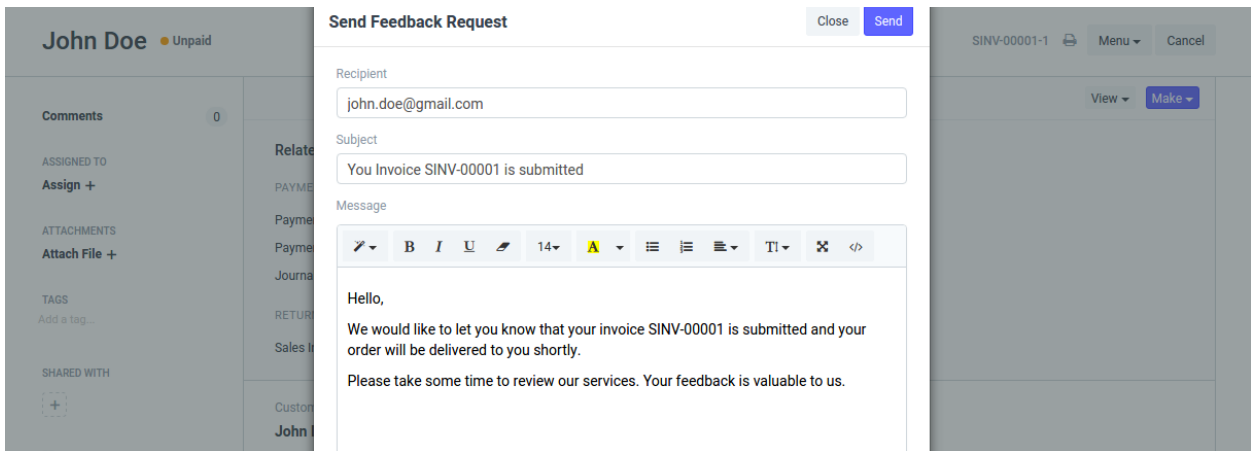 John Doe Unpaid
SINV-00001-1 Menu Cancel
Comments 0
ASSIGNED TO
Assign +
ATTACHMENTS
Attach File +
TAGS
Add a tag...
SHARED WITH
+
View Make
Send Feedback Request Close Send
Recipient
john.doe@gmail.com
Subject
You Invoice SINV-00001 is submitted
Message
B I U 14 A T </>
Hello,
We would like to let you know that your invoice SINV-00001 is submitted and your
order will be delivered to you shortly.
Please take some time to review our services. Your feedback is valuable to us.
John